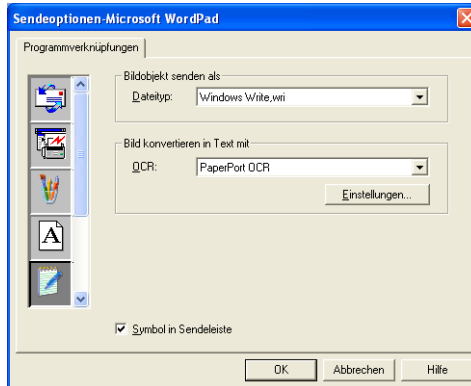 Sendeoptionen-Microsoft WordPad
Programmverknüpfungen
Bildobjekt senden als
Dateityp: Windows Write,wri
Bild konvertieren in Text mit
OCR: PaperPort OCR
Einstellungen...
A
Symbol in Sendeleiste
OK Abbrechen Hilfe